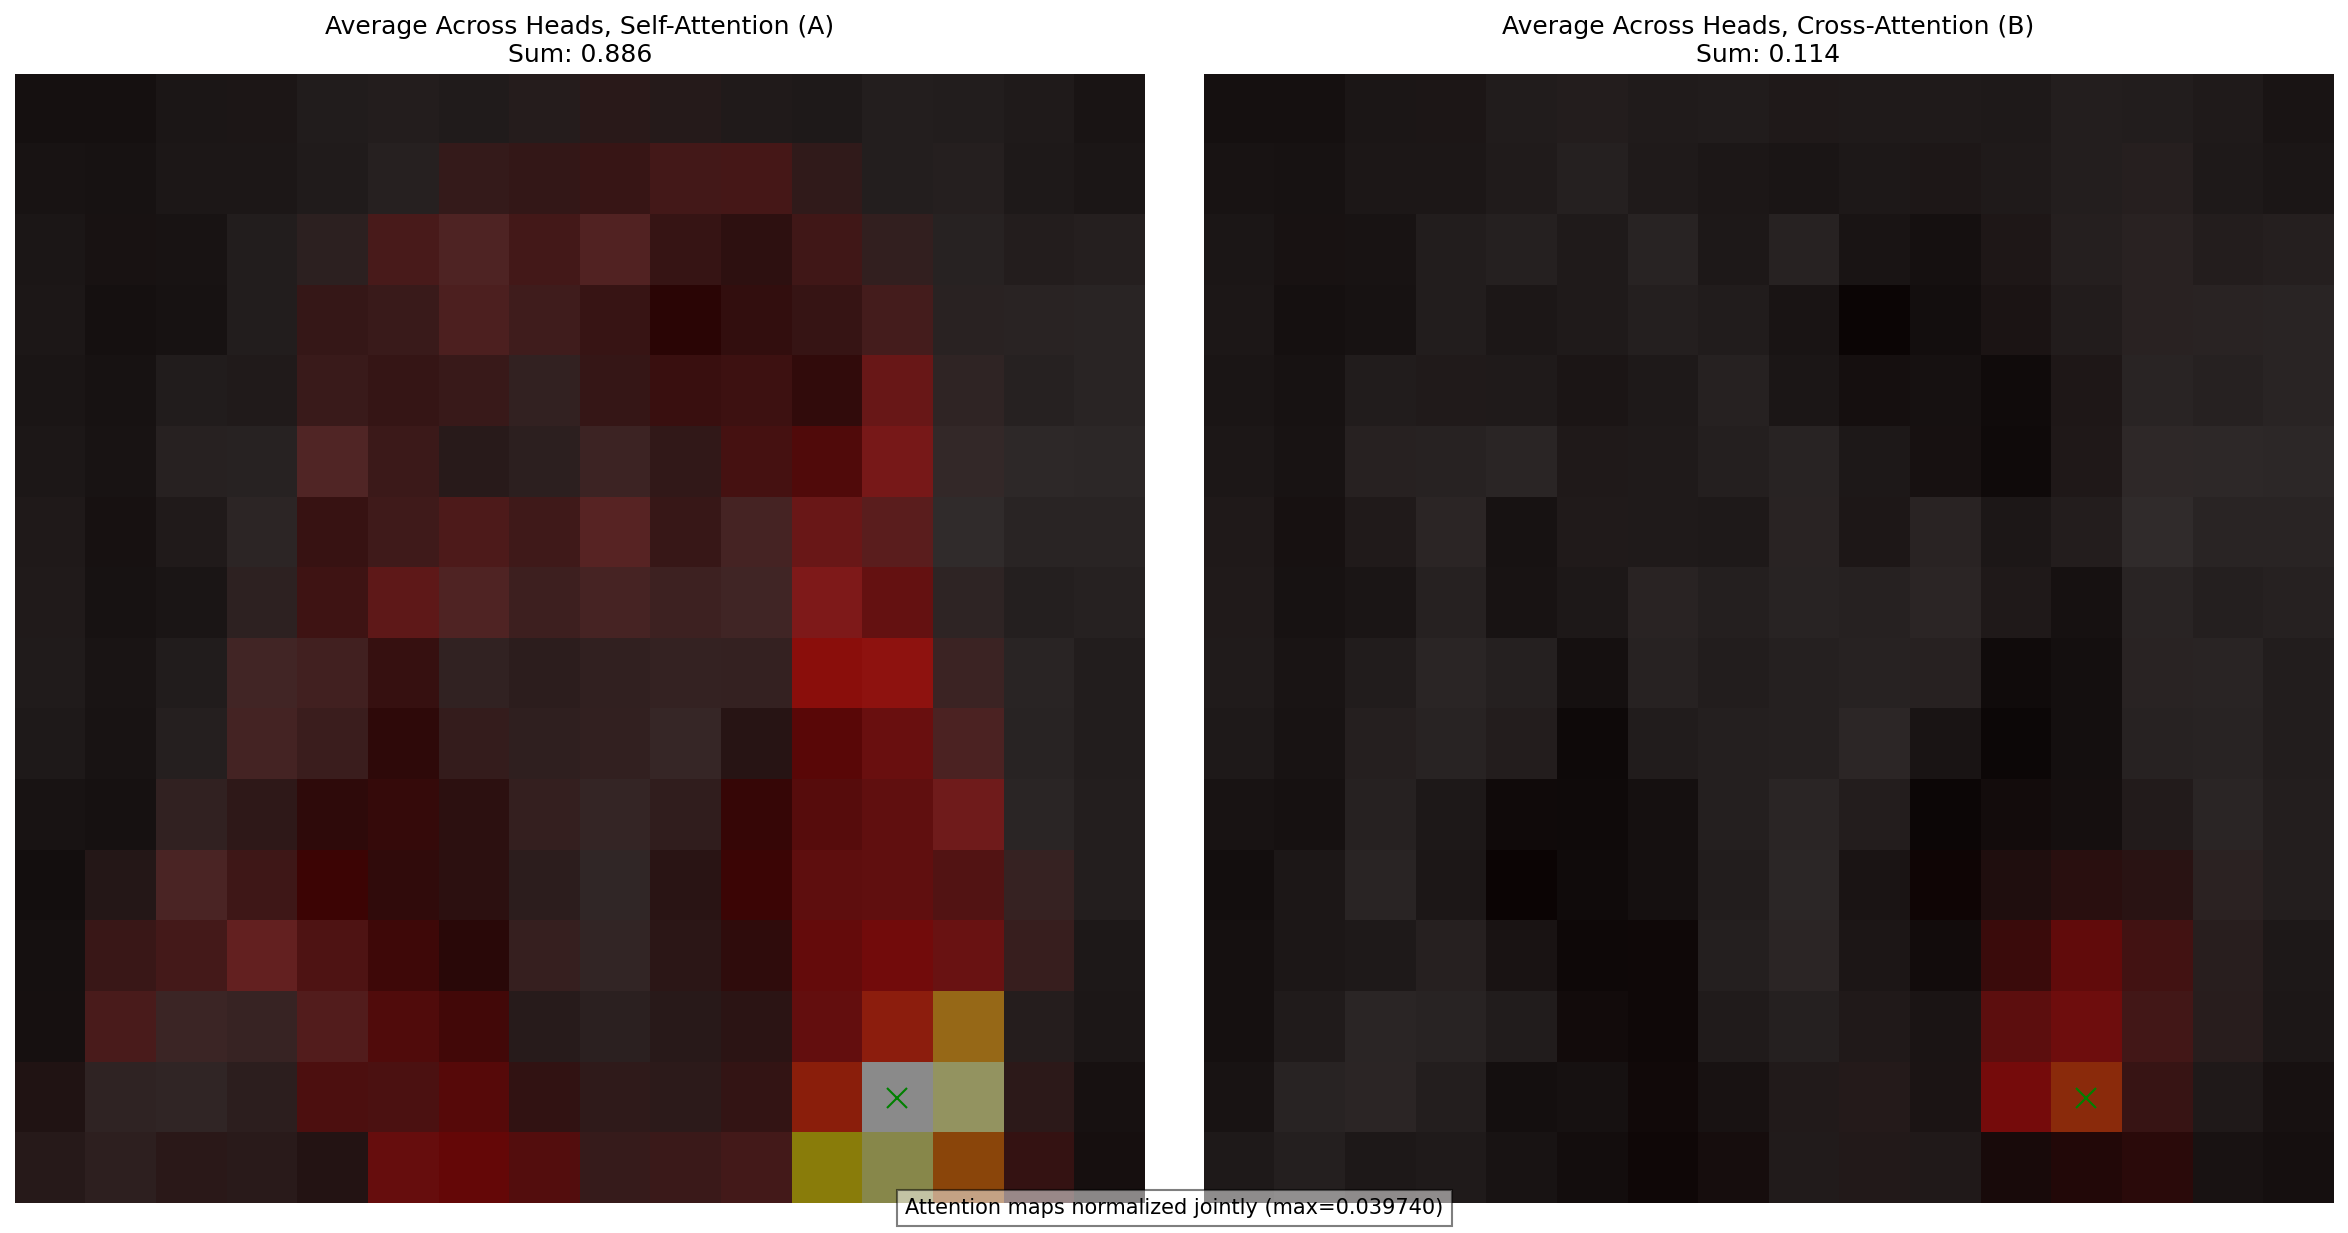 Average Across Heads, Self-Attention (A)
Sum: 0.886
Average Across Heads, Cross-Attention (B)
Sum: 0.114
Attention maps normalized jointly (max=0.039740)